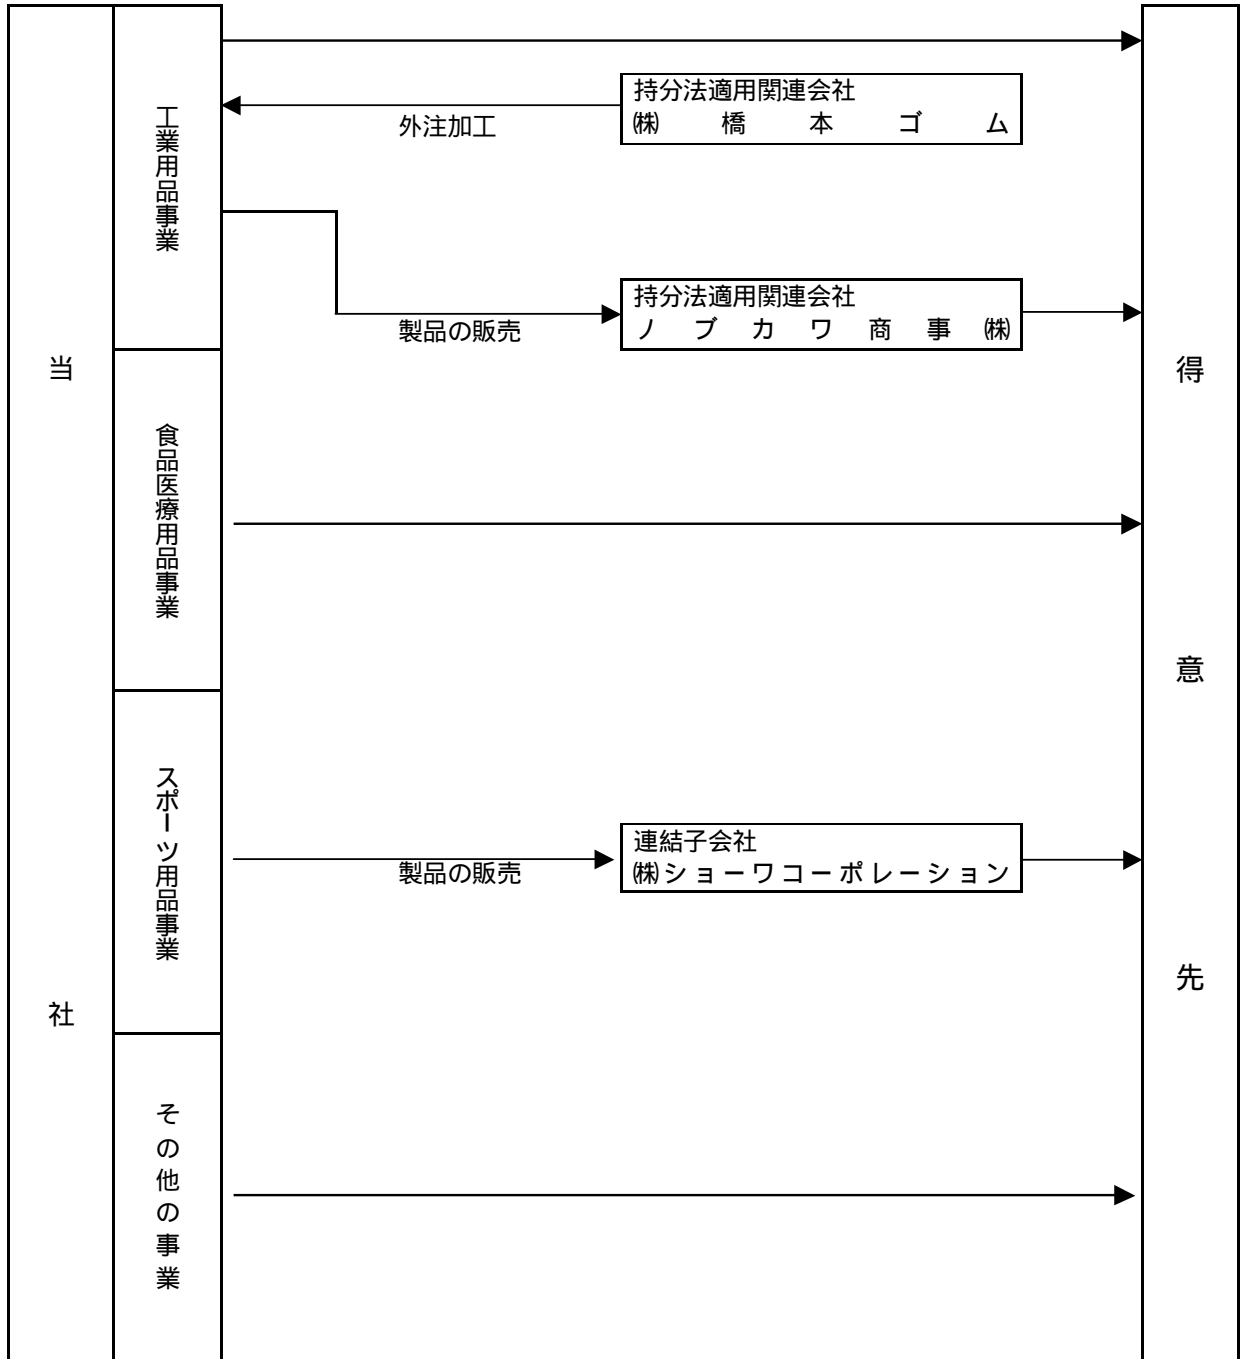 当社
工業用品事業
持分法適用関連会社
㈱橋本ゴム
外注加工
持分法適用関連会社
ノブカワ商事㈱
製品の販売
食品医療用品事業
スポーツ用品事業
連結子会社
㈱ショーワコーポレーション
製品の販売
その他の事業
得意先